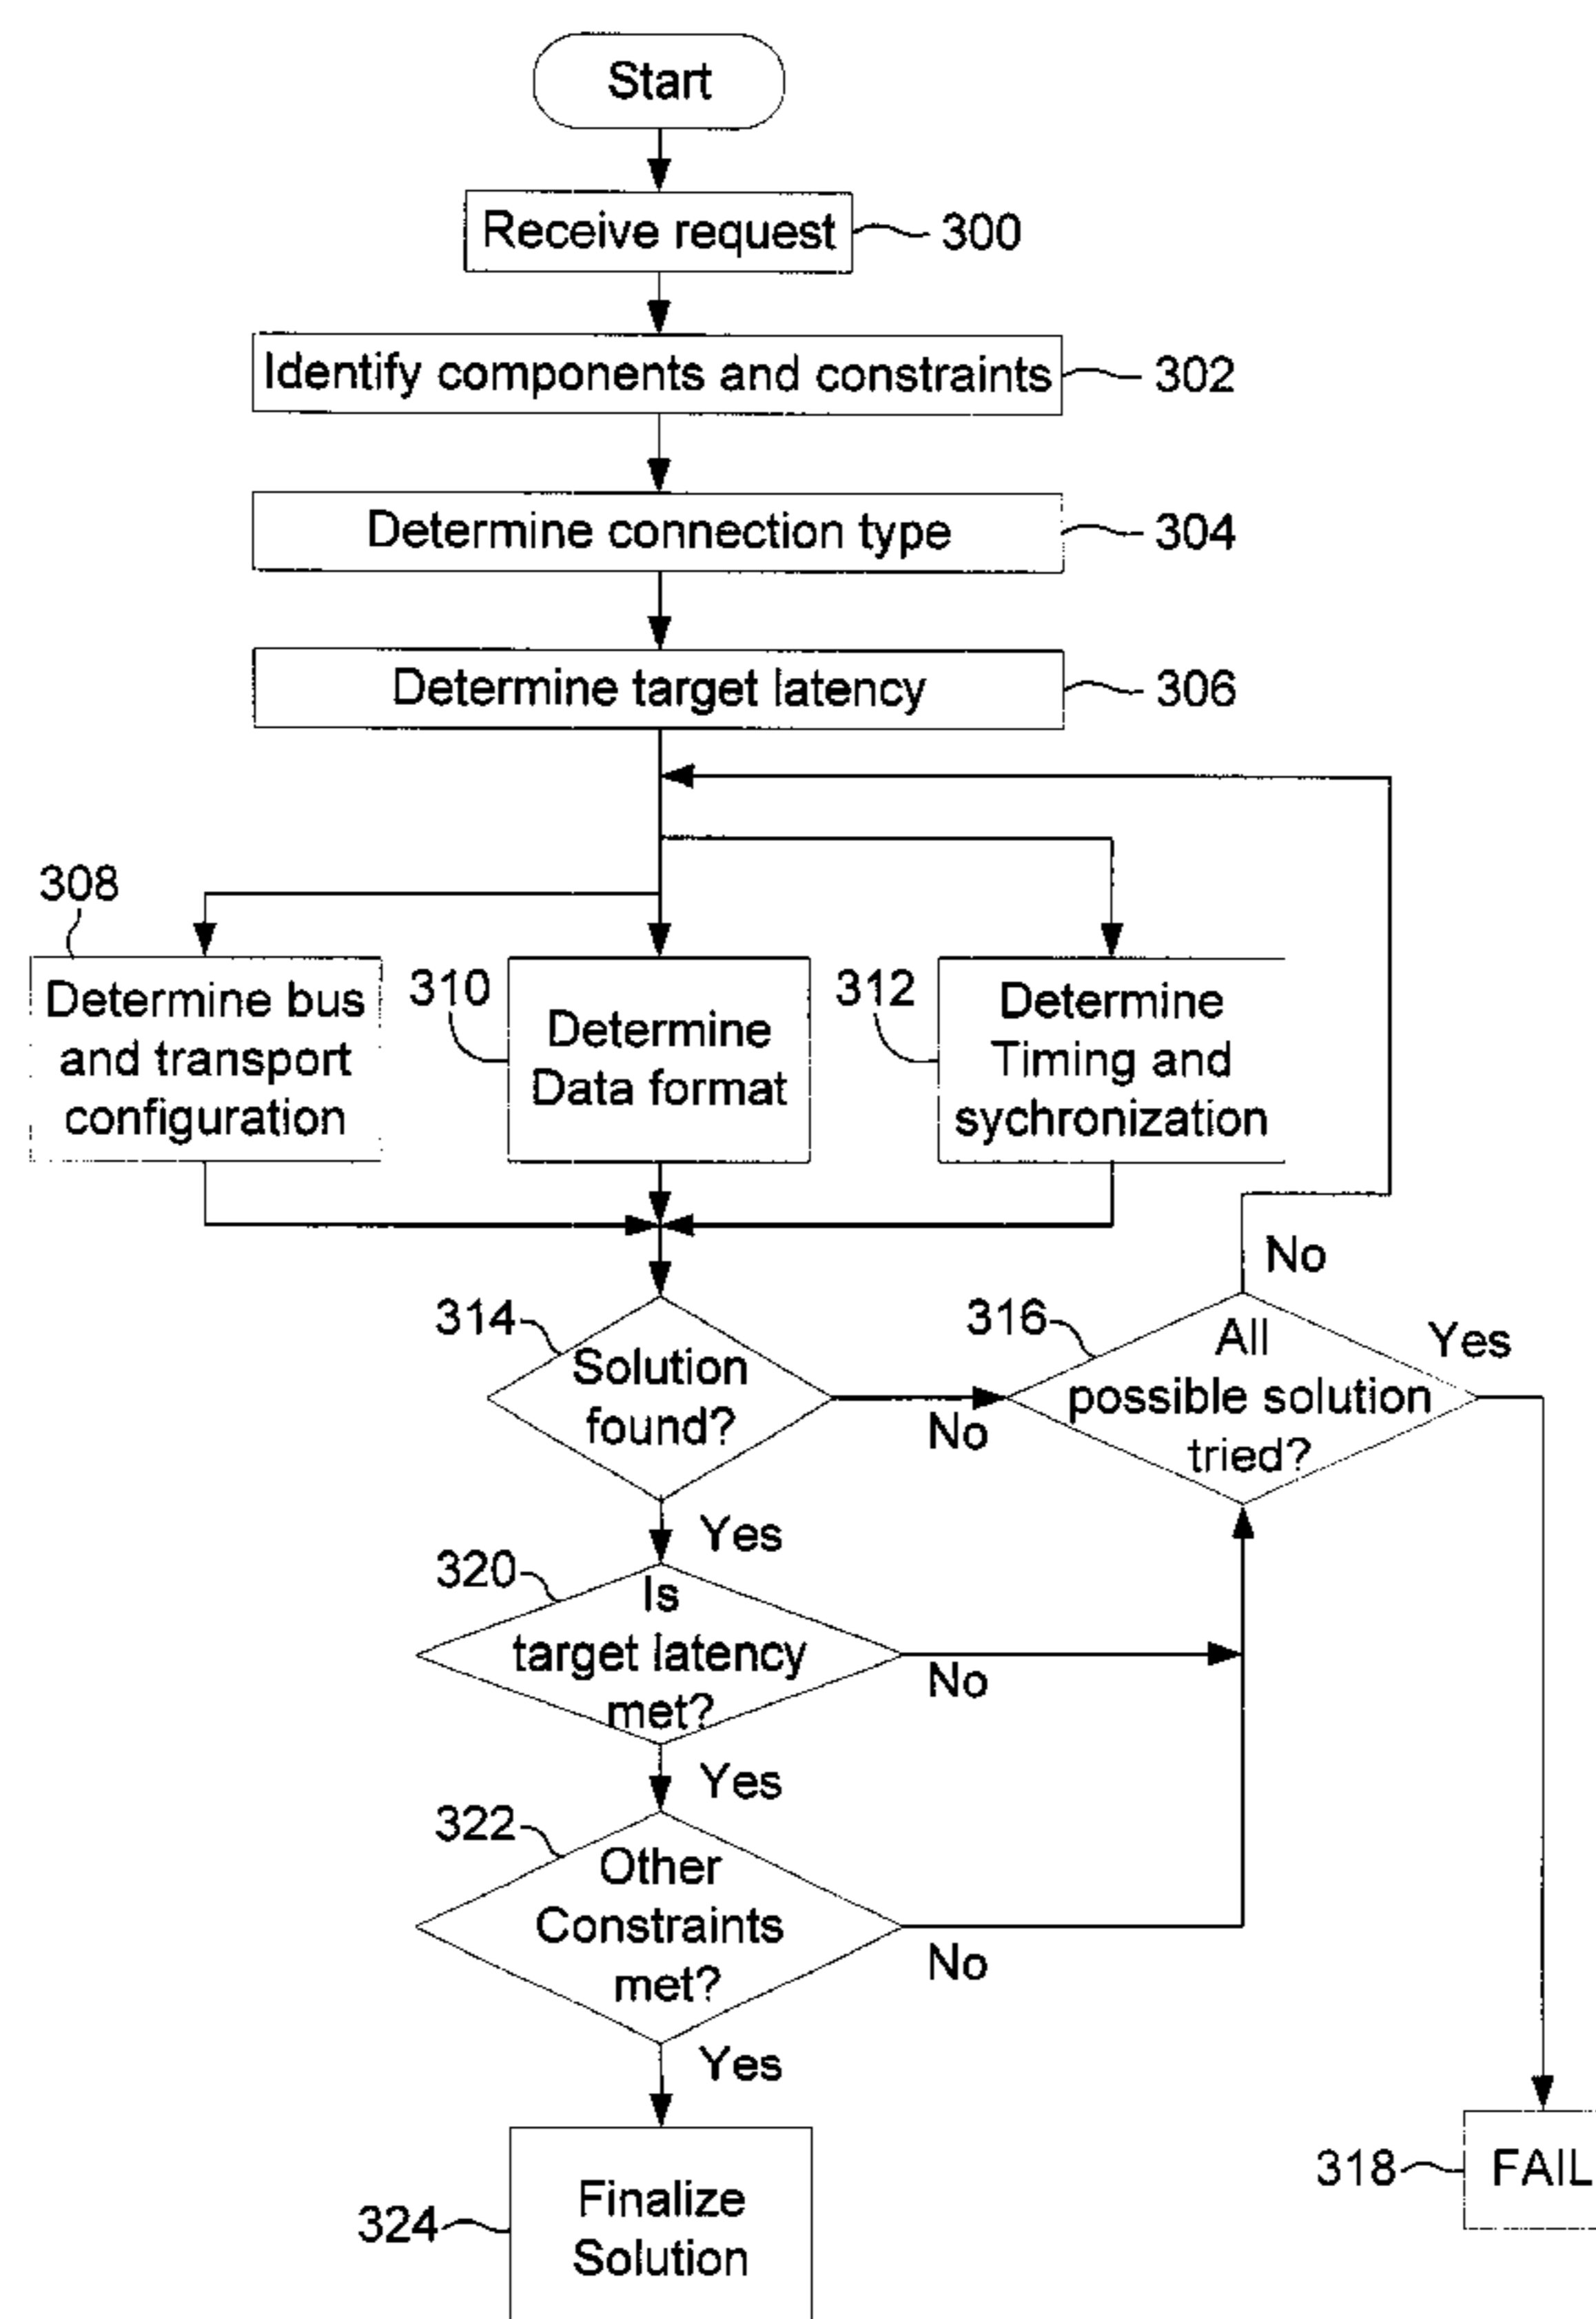 Start
Receive request
300
Identify components and constraints
302
Determine connection type
304
Determine target latency
306
308
Determine bus
and transport
configuration
310
Determine
Data format
312
Determine
Timing and
sychronization
No
314
Solution
found?
No
316
All
possible solution
tried?
Yes
Yes
320
Is
target latency
met?
No
Yes
322
Other
Constraints
met?
No
Yes
324
Finalize
Solution
318
FAIL